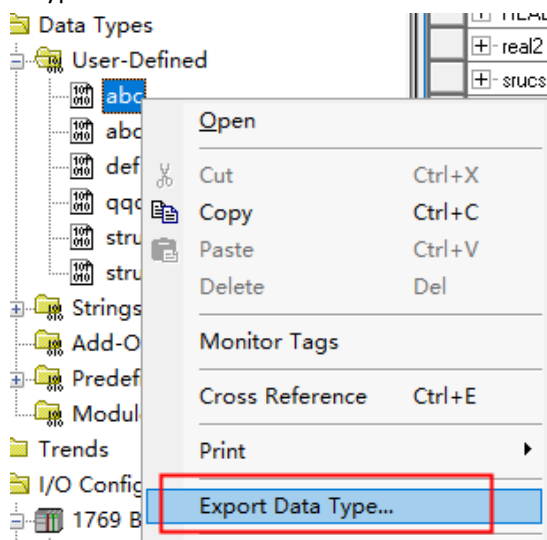 Data Types
User-Defined
real2
srucs
abc
abc
def
qqc
stru
stru
Strings
Add-O
Predef
Modul
Trends
I/O Config
1769 B
Open
Cut Ctrl+X
Copy Ctrl+C
Paste Ctrl+V
Delete Del
Monitor Tags
Cross Reference Ctrl+E
Print
Export Data Type...